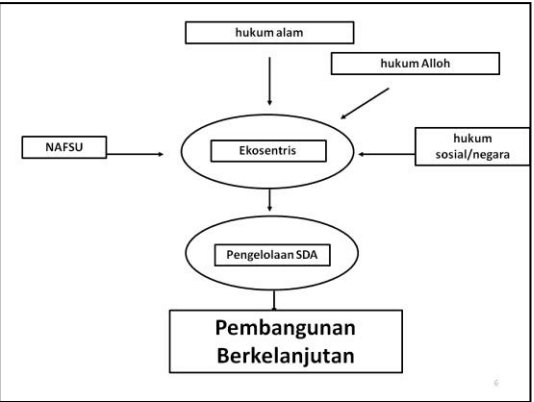 hukum alam
hukum Alloh
NAFSU
Ekosentris
hukum
sosial/negara
Pengelolaan SDA
Pembangunan
Berkelanjutan
6